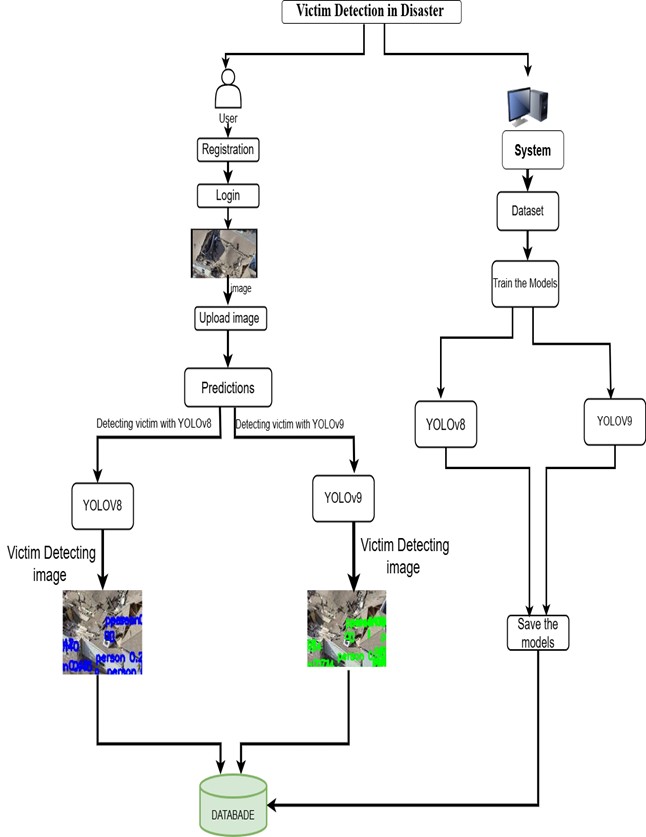 Victim Detection in Disaster
User
Registration
Login
image
Upload image
Predictions
Detecting victim with YOLOv8
Detecting victim with YOLOv9
YOLOV8
YOLOv9
Victim Detecting
image
Victim Detecting
image
person 0.2
person
person
System
Dataset
Train the Models
YOLOv8
YOLOV9
Save the
models
DATABADE